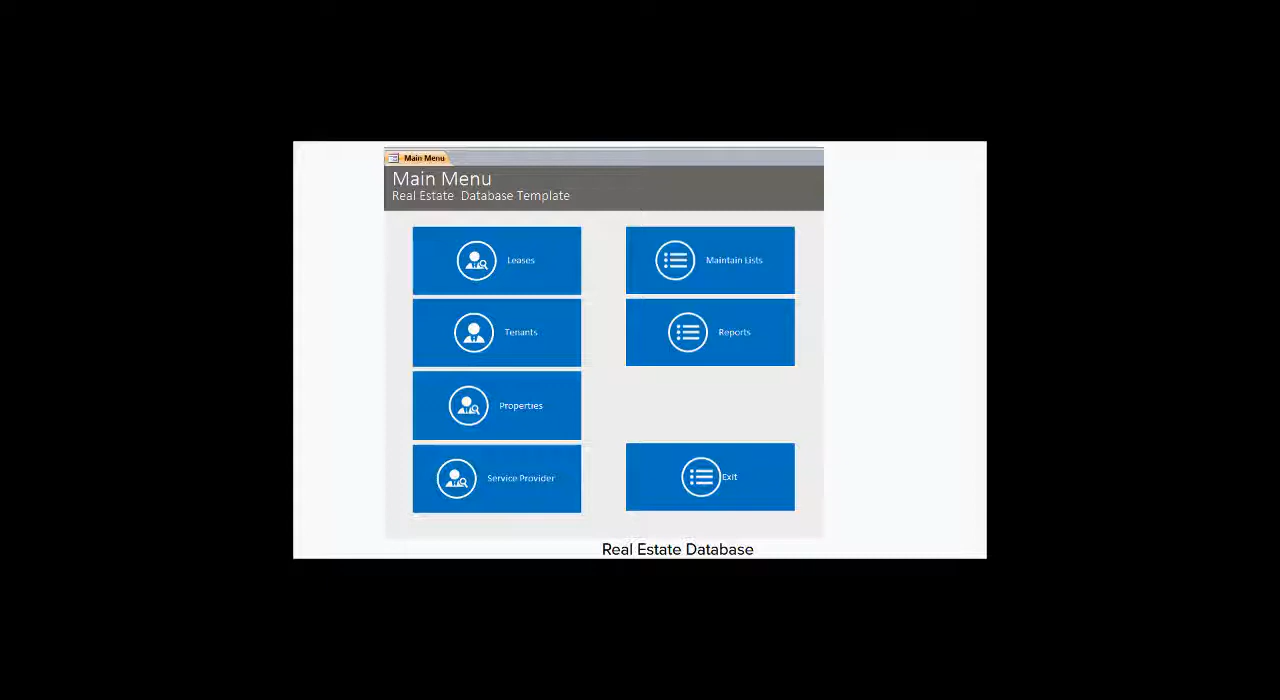 Main Menu
Main Menu
Real Estate Database Template
Leases
Maintain Lists
Tenants
Reports
Properties
Service Provider
Exit
Real Estate Database